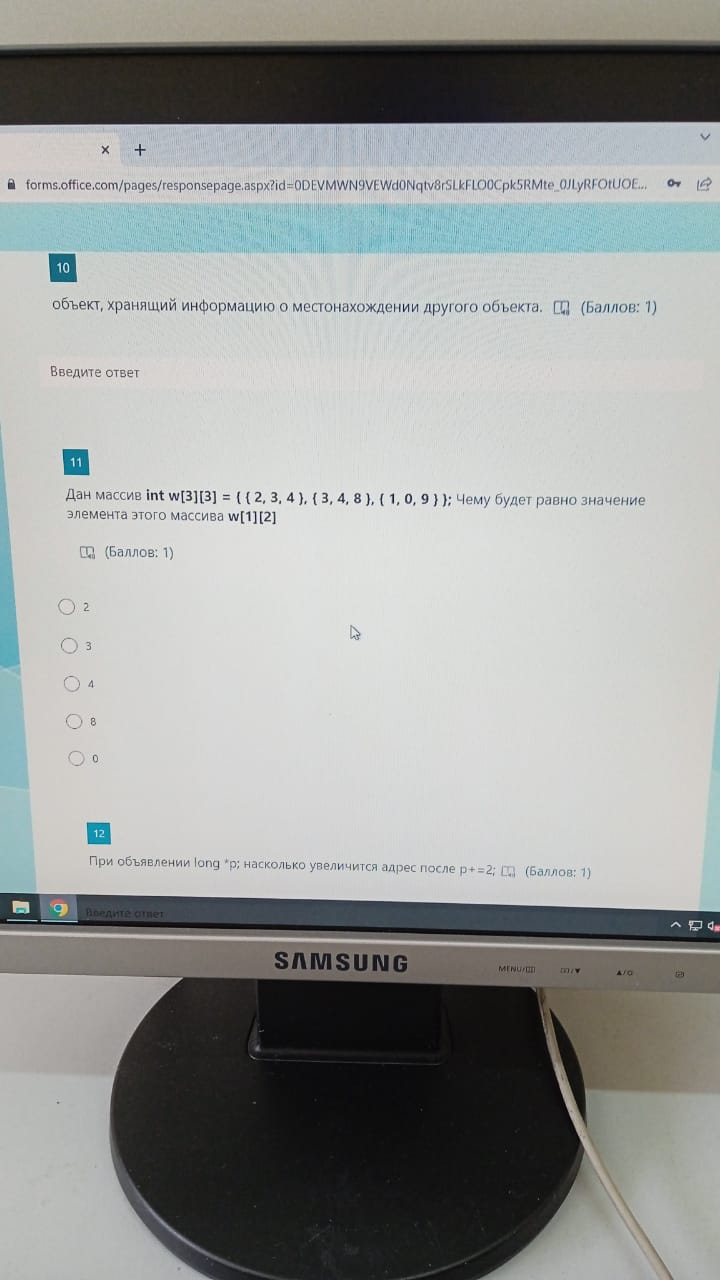 forms.office.com/pages/responsepage.aspx?id=0DEVMWN9VEWd0Nqtv8rSLkFLO0Cpk5RMte_0JLyRFOtUOE...
10
объект, хранящий информацию о местонахождении другого объекта. (Баллов: 1)
Введите ответ
11
Дан массив int w[3][3] = { { 2, 3, 4 }, { 3, 4, 8 }, { 1, 0, 9 } }; Чему будет равно значение
элемента этого массива w[1][2]
(Баллов: 1)
2
3
4
8
0
12
При объявлении long *p; насколько увеличится адрес после p+=2; (Баллов: 1)
Введите ответ
SAMSUNG
MENU/